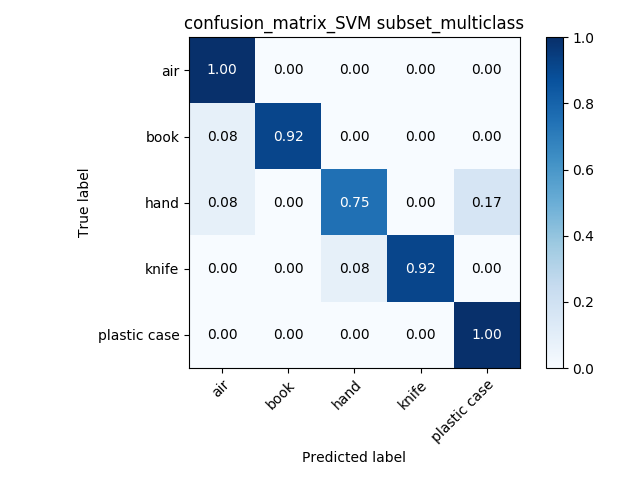 confusion_matrix_SVM subset_multiclass
air 1.00 0.00 0.00 0.00 0.00
book 0.08 0.92 0.00 0.00 0.00
hand 0.08 0.00 0.75 0.00 0.17
knife 0.00 0.00 0.08 0.92 0.00
plastic case 0.00 0.00 0.00 0.00 1.00
True label
air book hand knife plastic case
Predicted label
1.0
0.8
0.6
0.4
0.2
0.0